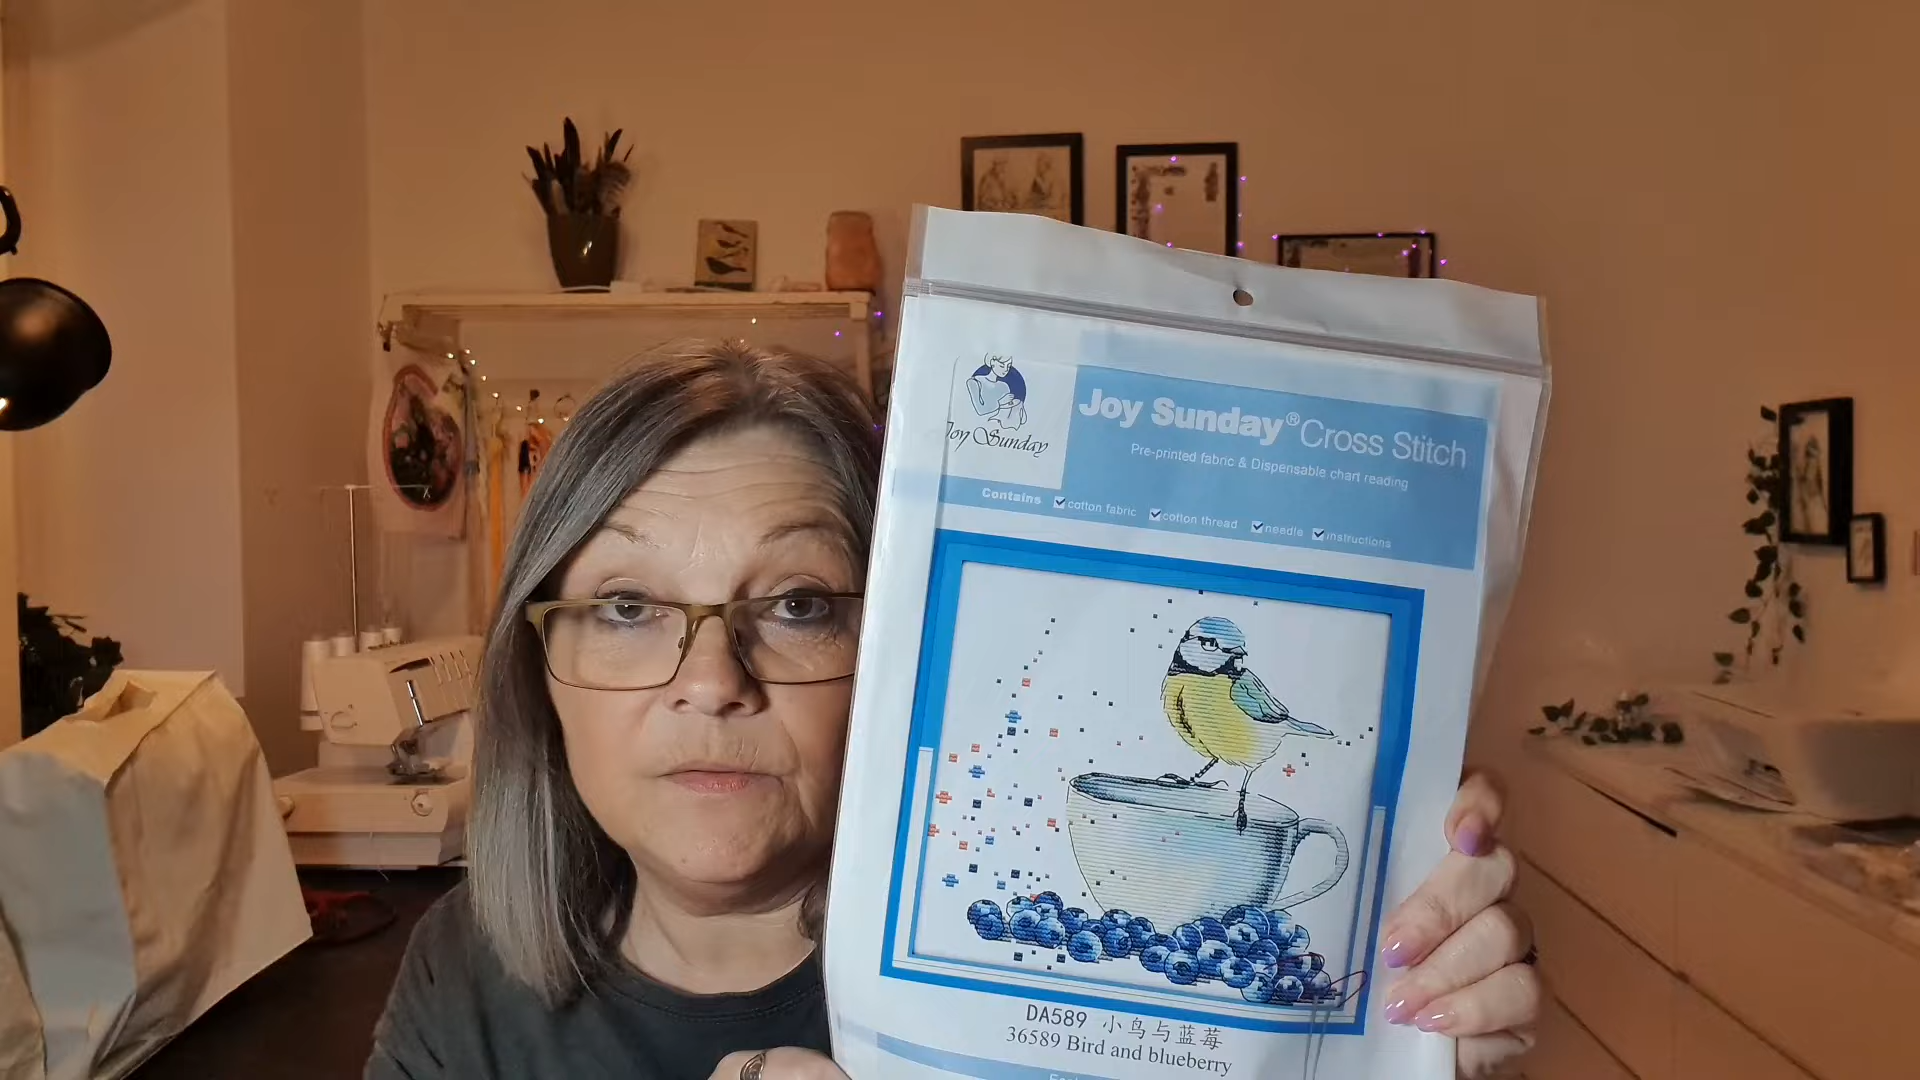 Joy Sunday
Joy Sunday® Cross Stitch
Pre-printed fabric & Dispensable chart reading
Contains cotton fabric cotton thread needle instructions
DA589 小鸟与蓝莓
36589 Bird and blueberry